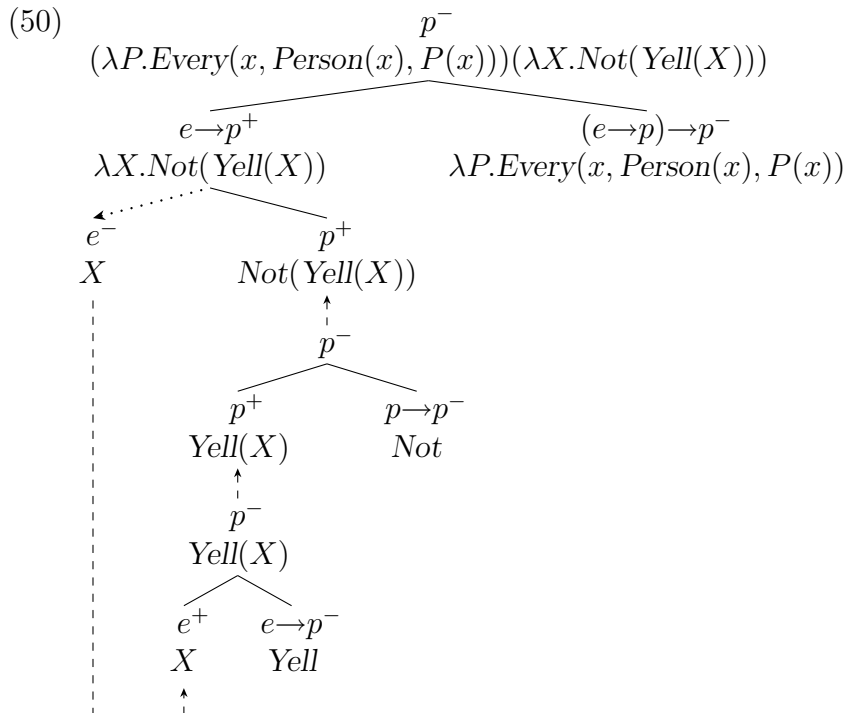 (50)
p⁻
(λP.Every(x, Person(x), P(x)))(λX.Not(Yell(X)))
e→p⁺ (e→p)→p⁻
λX.Not(Yell(X)) λP.Every(x, Person(x), P(x))
e⁻ p⁺
X Not(Yell(X))
p⁻
p⁺ p→p⁻
Yell(X) Not
p⁻
Yell(X)
e⁺ e→p⁻
X Yell